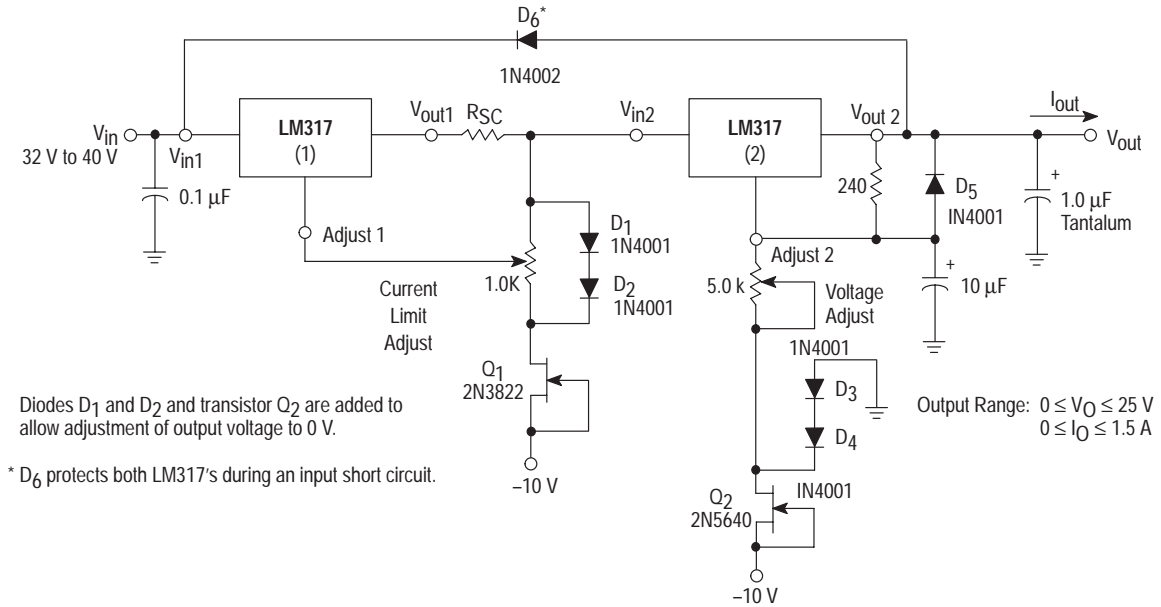 D6*
1N4002
Vin
32 V to 40 V
Vin1
0.1 µF
LM317
(1)
Adjust 1
Vout1
RSC
Vin2
LM317
(2)
Vout 2
Iout
Vout
240
D5
IN4001
+
1.0 µF
Tantalum
Adjust 2
+
10 µF
D1
1N4001
D2
1N4001
1.0K
Current
Limit
Adjust
5.0 k
Voltage
Adjust
1N4001
D3
D4
IN4001
Q1
2N3822
–10 V
Q2
2N5640
–10 V
Diodes D1 and D2 and transistor Q2 are added to
allow adjustment of output voltage to 0 V.
* D6 protects both LM317's during an input short circuit.
Output Range: 0 ≤ VO ≤ 25 V
0 ≤ IO ≤ 1.5 A